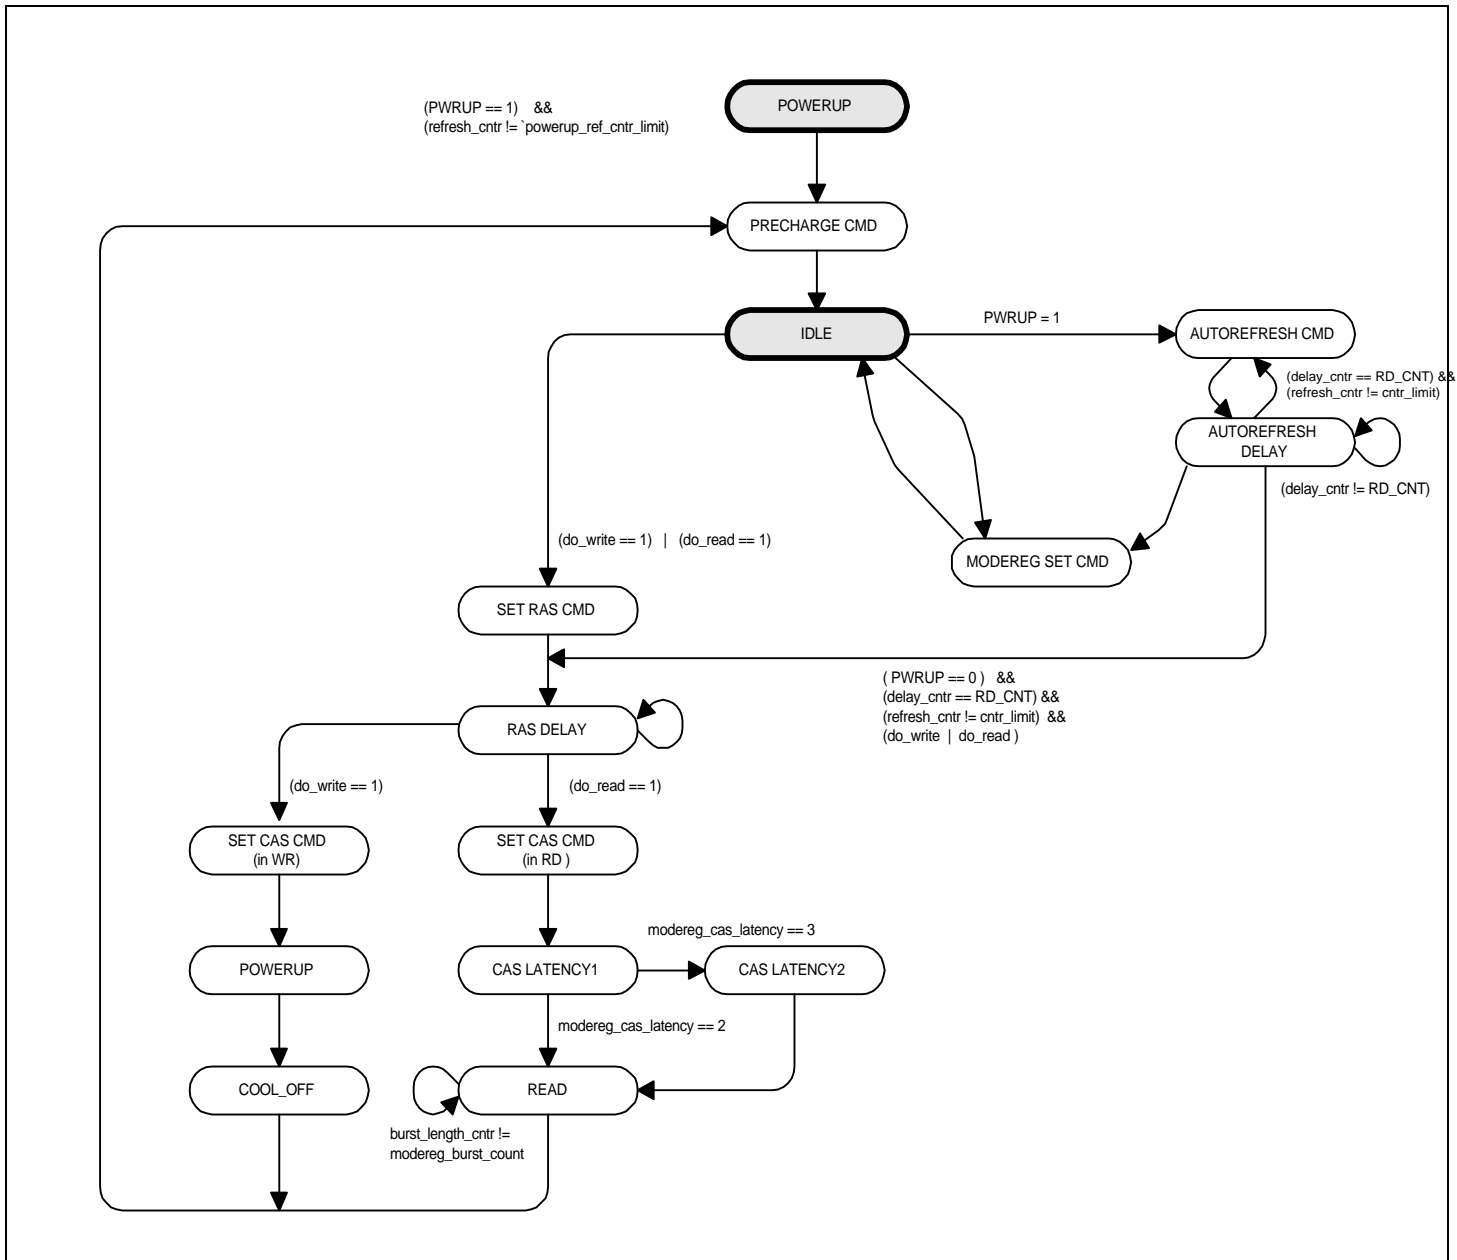 POWERUP
(PWRUP == 1) &&
(refresh_cntr != `powerup_ref_cntr_limit)
PRECHARGE CMD
IDLE
PWRUP = 1
AUTOREFRESH CMD
(delay_cntr == RD_CNT) &&
(refresh_cntr != cntr_limit)
AUTOREFRESH
DELAY
(delay_cntr != RD_CNT)
(do_write == 1) | (do_read == 1)
MODEREG SET CMD
SET RAS CMD
( PWRUP == 0 ) &&
(delay_cntr == RD_CNT) &&
(refresh_cntr != cntr_limit) &&
(do_write | do_read )
RAS DELAY
(do_write == 1)
(do_read == 1)
SET CAS CMD
(in WR)
SET CAS CMD
(in RD )
modereg_cas_latency == 3
POWERUP
CAS LATENCY1
CAS LATENCY2
modereg_cas_latency == 2
COOL_OFF
READ
burst_length_cntr !=
modereg_burst_count